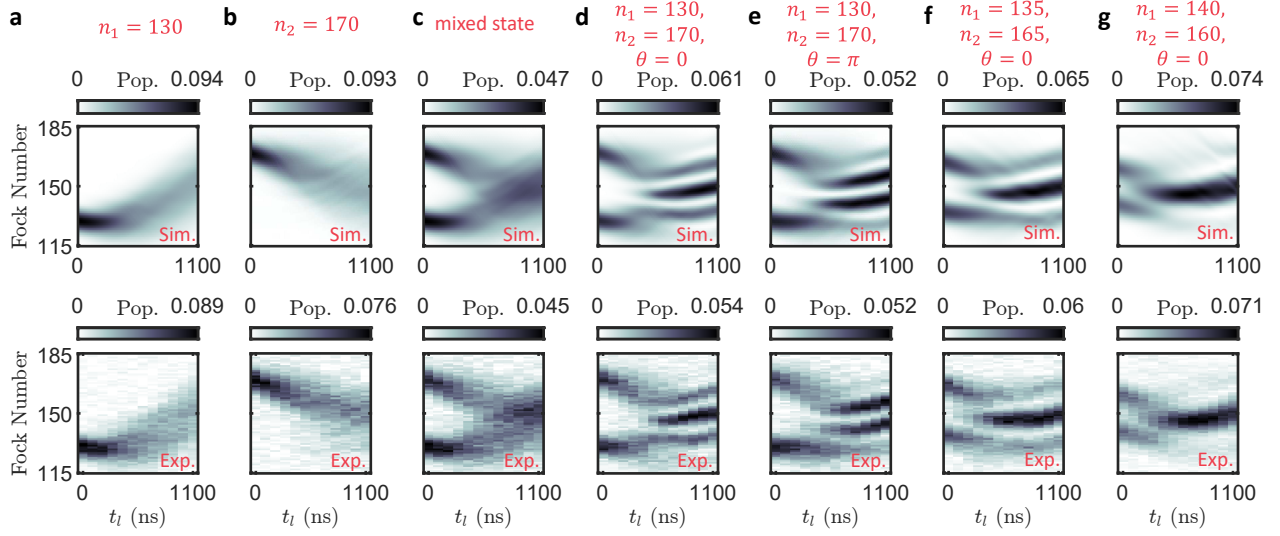 a
n₁ = 130
b
n₂ = 170
c
mixed state
d
n₁ = 130,
n₂ = 170,
θ = 0
e
n₁ = 130,
n₂ = 170,
θ = π
f
n₁ = 135,
n₂ = 165,
θ = 0
g
n₁ = 140,
n₂ = 160,
θ = 0
0 Pop. 0.094
0 Pop. 0.093
0 Pop. 0.047
0 Pop. 0.061
0 Pop. 0.052
0 Pop. 0.065
0 Pop. 0.074
Fock Number
185
150
115
Sim.
Sim.
Sim.
Sim.
Sim.
Sim.
Sim.
0 1100
0 1100
0 1100
0 1100
0 1100
0 1100
0 1100
0 Pop. 0.089
0 Pop. 0.076
0 Pop. 0.045
0 Pop. 0.054
0 Pop. 0.052
0 Pop. 0.06
0 Pop. 0.071
Fock Number
185
150
115
Exp.
Exp.
Exp.
Exp.
Exp.
Exp.
Exp.
0 1100
0 1100
0 1100
0 1100
0 1100
0 1100
0 1100
tₗ (ns)
tₗ (ns)
tₗ (ns)
tₗ (ns)
tₗ (ns)
tₗ (ns)
tₗ (ns)